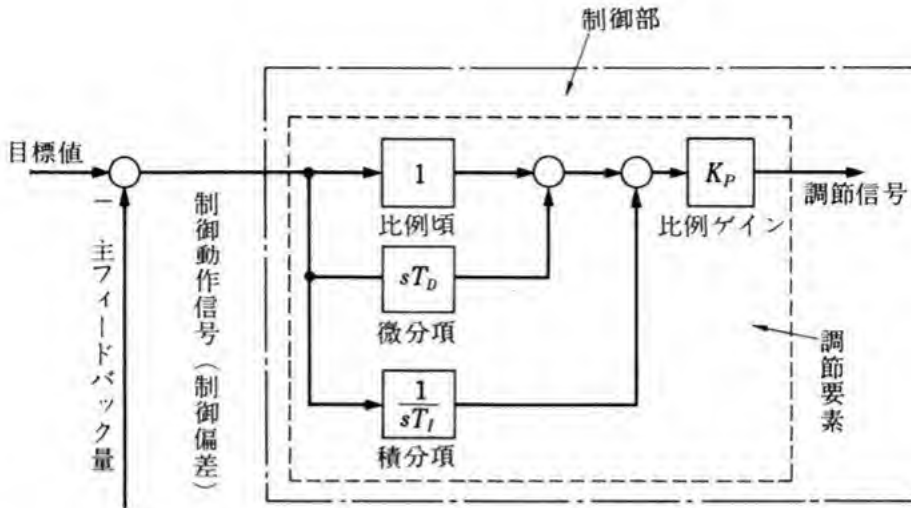 制御部
目標値
－
主フィードバック量
制御動作信号(制御偏差)
1
比例頃
sT_D
微分項
1/sT_I
積分項
K_P
比例ゲイン
調節信号
調節要素